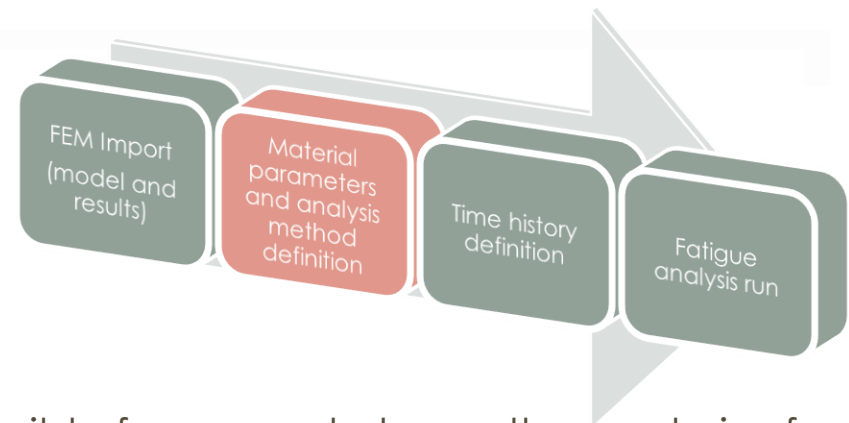 FEM Import
(model and
results)
Material
parameters
and analysis
method
definition
Time history
definition
Fatigue
analysis run